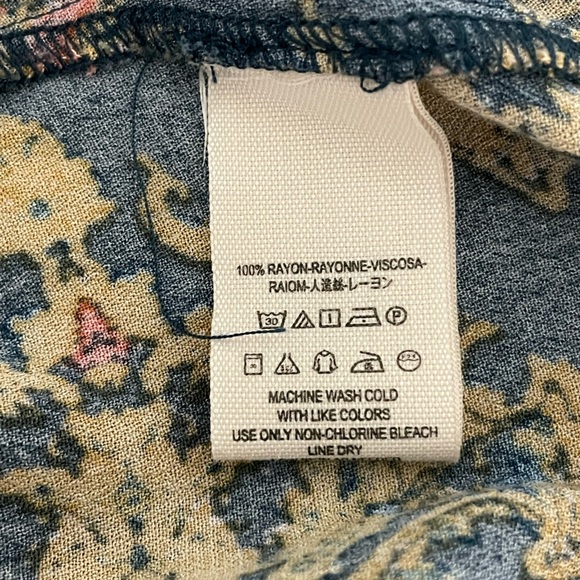 100% RAYON-RAYONNE-VISCOSA-
RAIOM-人造絲-レーヨン
30 P
MACHINE WASH COLD
WITH LIKE COLORS
USE ONLY NON-CHLORINE BLEACH
LINE DRY